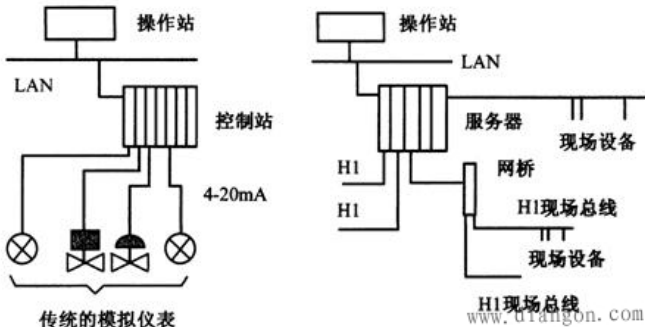 操作站
LAN
控制站
4-20mA
传统的模拟仪表
操作站
LAN
服务器
现场设备
网桥
H1
H1
H1现场总线
现场设备
H1现场总线
www.diangon.com